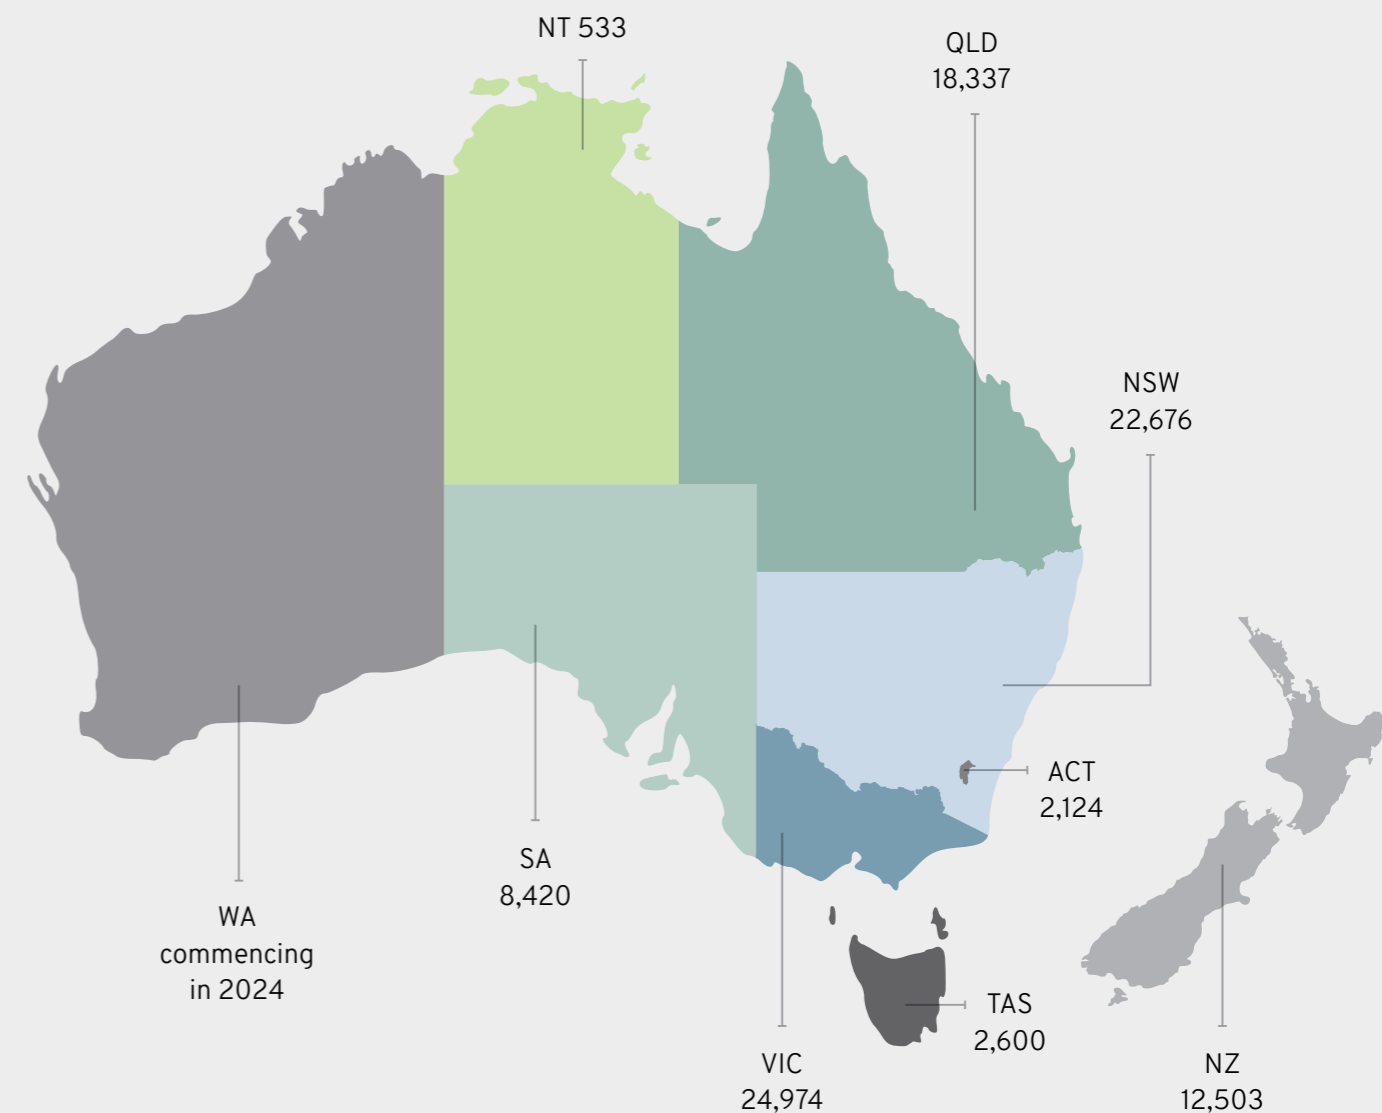 NT 533
QLD
18,337
NSW
22,676
ACT
2,124
SA
8,420
WA
commencing
in 2024
TAS
2,600
VIC
24,974
NZ
12,503